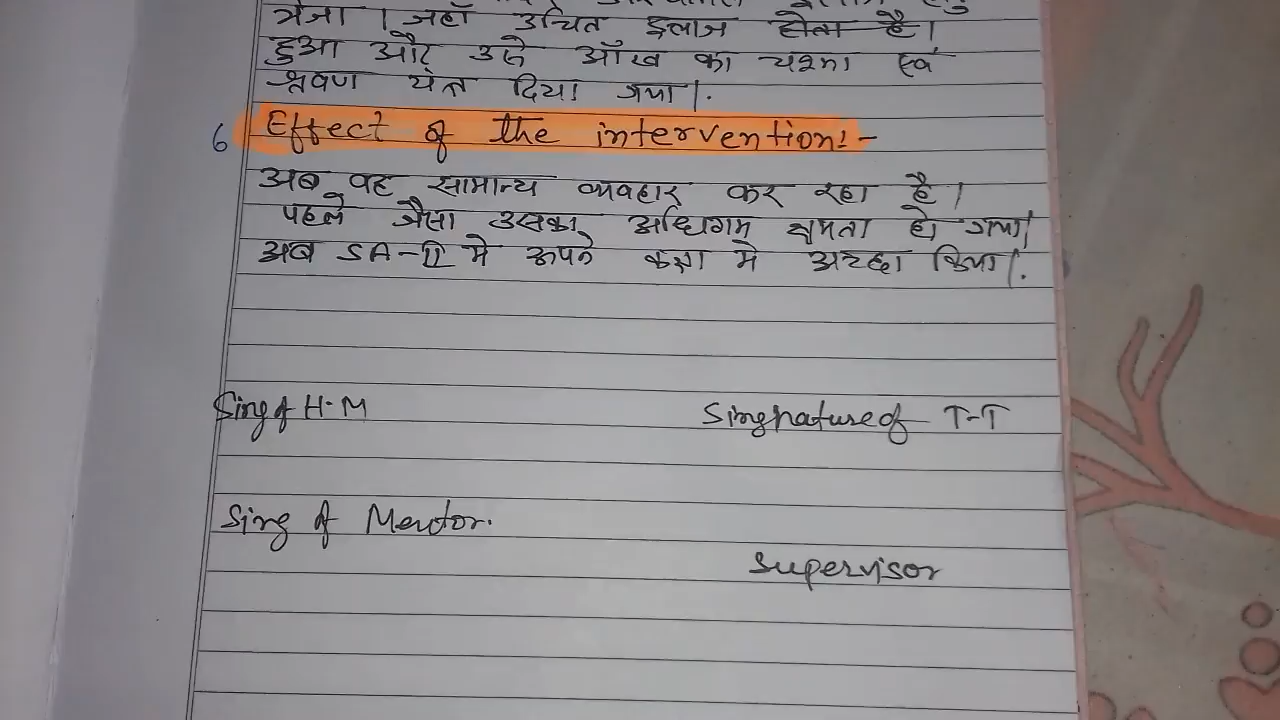 भेजा । जहाँ उचित इलाज होता है।
हुआ और उसे आँख का चश्मा एवं
श्रवण यंत्र दिया गया।.
6 Effect of the intervention:-
अब वह सामान्य व्यवहार कर रहा है।
पहले जैसा उसका अधिगम क्षमता हो गया।
अब SA-II मे अपने कक्षा मे अच्छा किया।.
Sing of H.M
Singnature of T-T
Sing of Mentor.
Supervisor